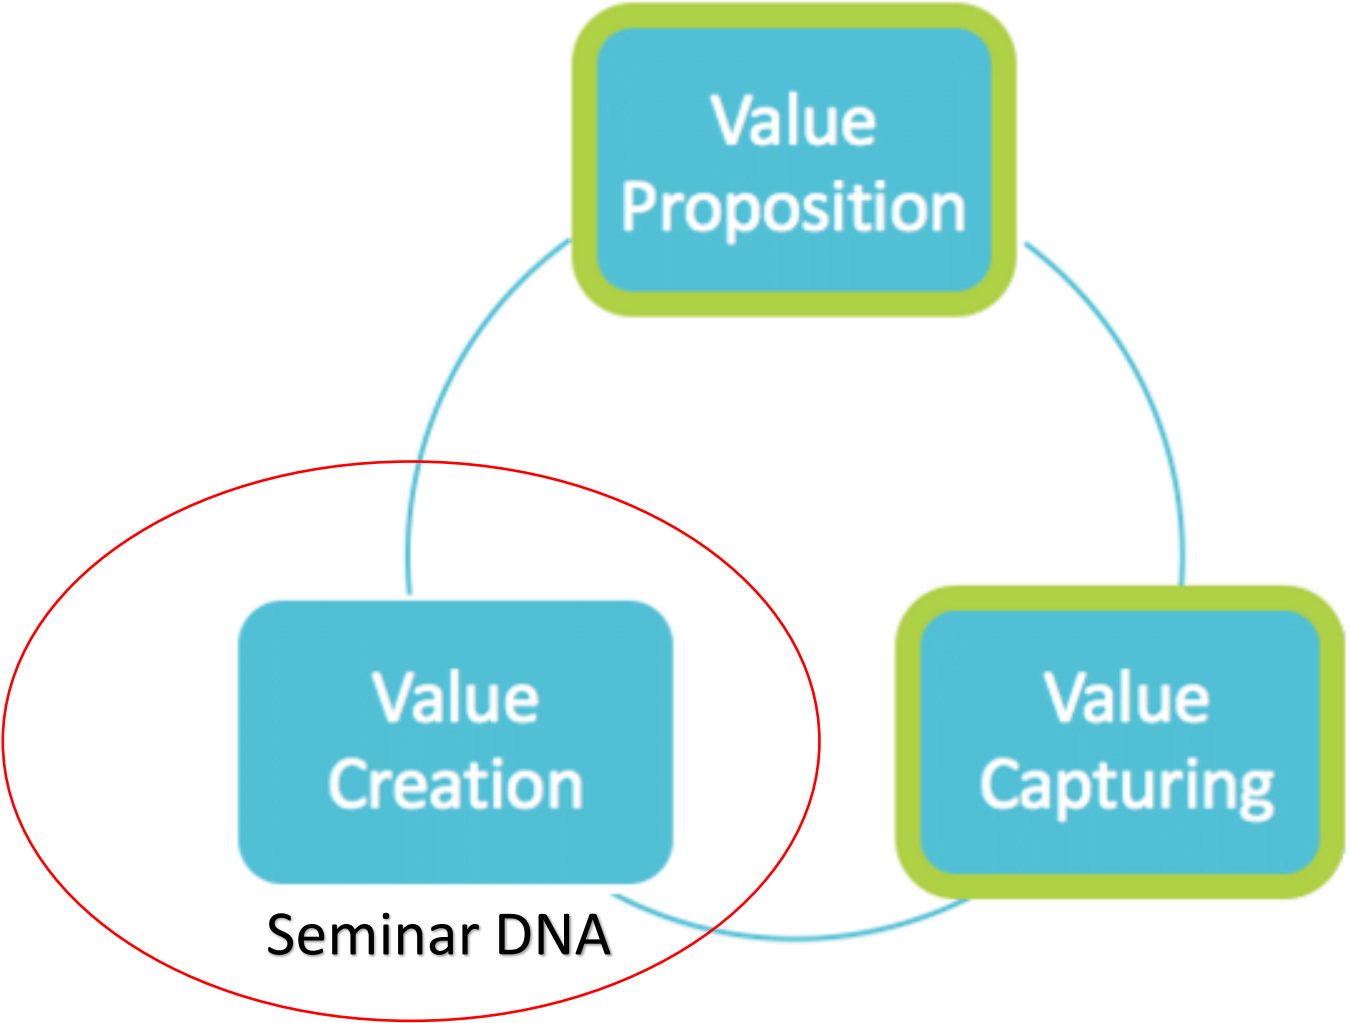 Value
Proposition
Value
Creation
Value
Capturing
Seminar DNA